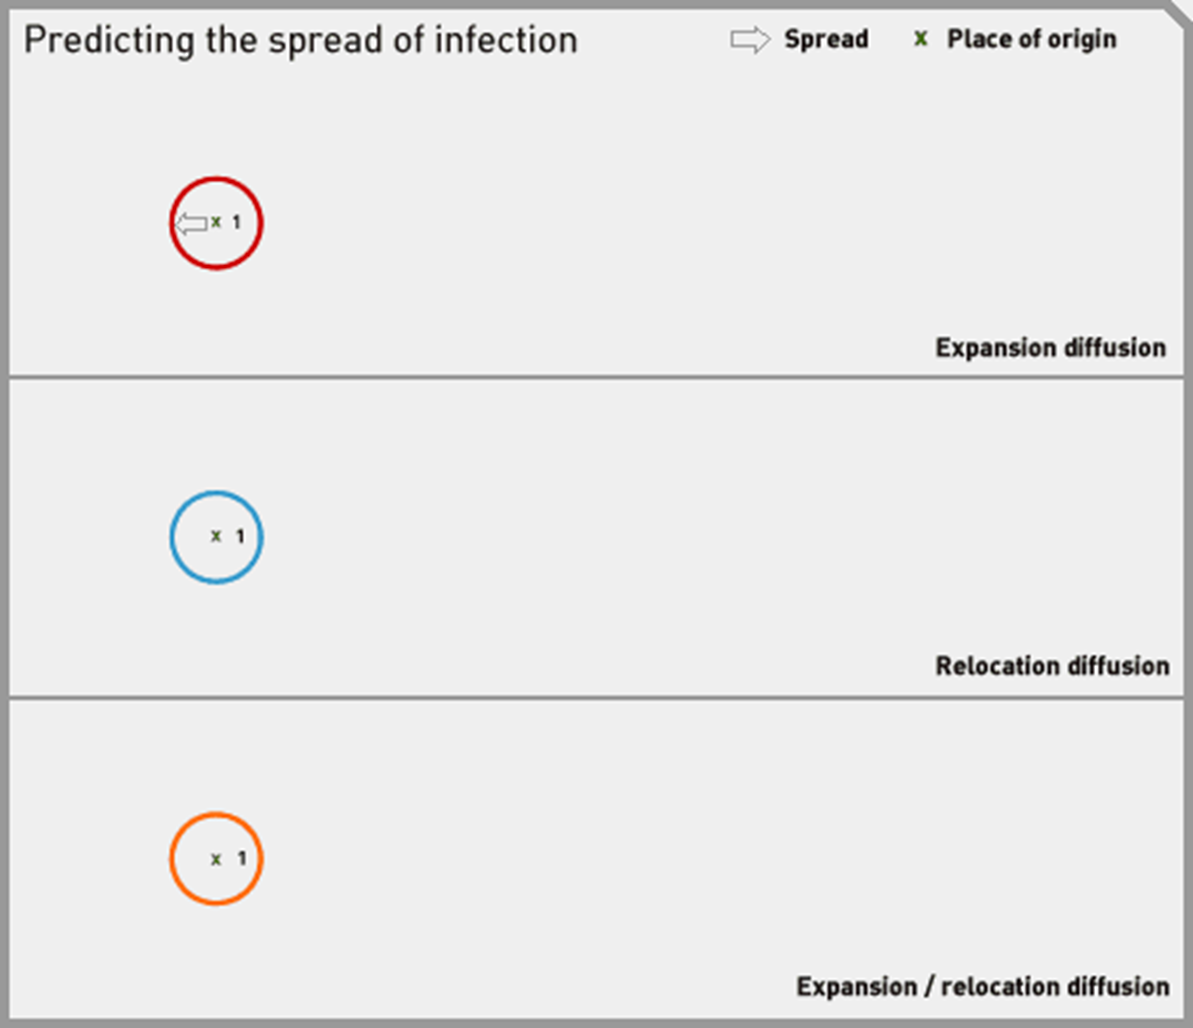 Predicting the spread of infection
Spread
x Place of origin
x 1
Expansion diffusion
x 1
Relocation diffusion
x 1
Expansion / relocation diffusion